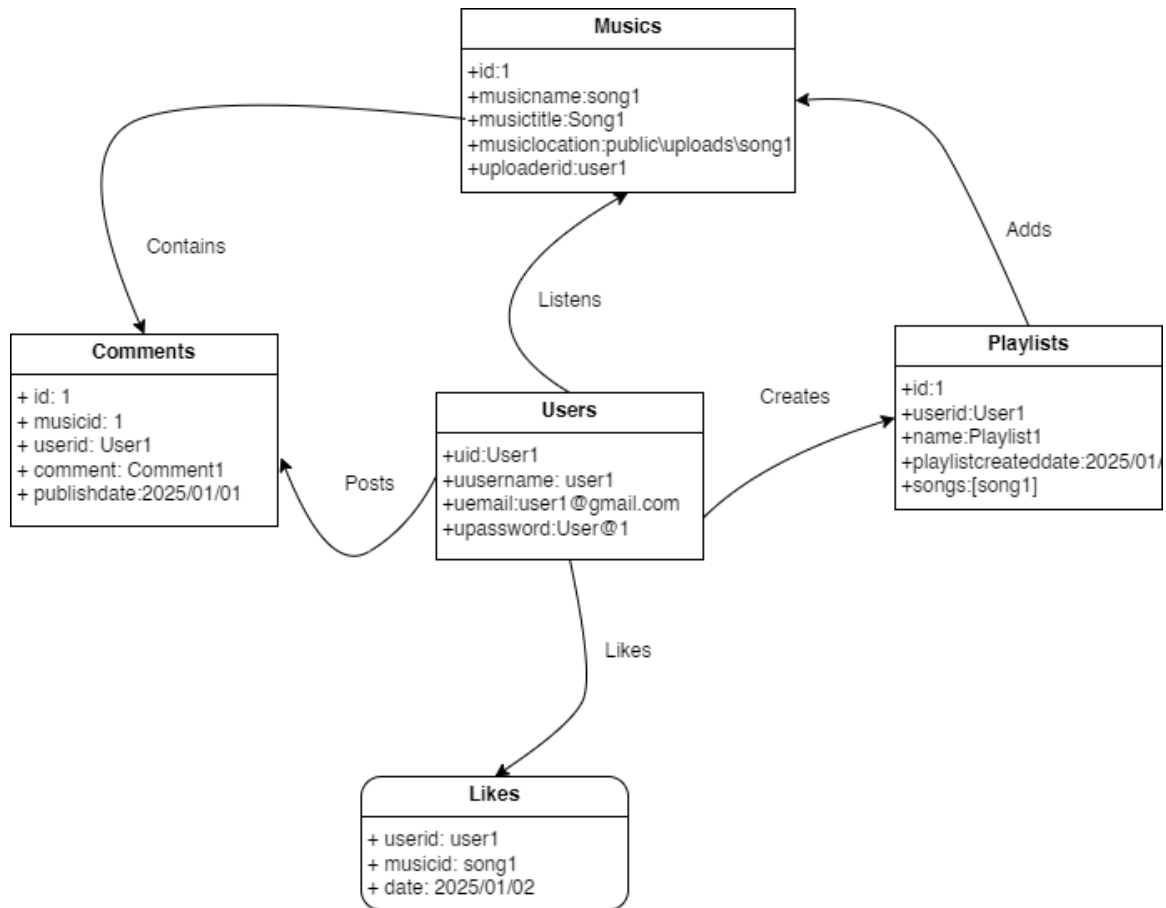 Musics
+id:1
+musicname:song1
+musictitle:Song1
+musiclocation:public\uploads\song1
+uploaderid:user1
Contains
Listens
Adds
Comments
+ id: 1
+ musicid: 1
+ userid: User1
+ comment: Comment1
+ publishdate:2025/01/01
Posts
Users
+uid:User1
+uusername: user1
+uemail:user1@gmail.com
+upassword:User@1
Creates
Playlists
+id:1
+userid:User1
+name:Playlist1
+playlistcreateddate:2025/01/
+songs:[song1]
Likes
Likes
+ userid: user1
+ musicid: song1
+ date: 2025/01/02